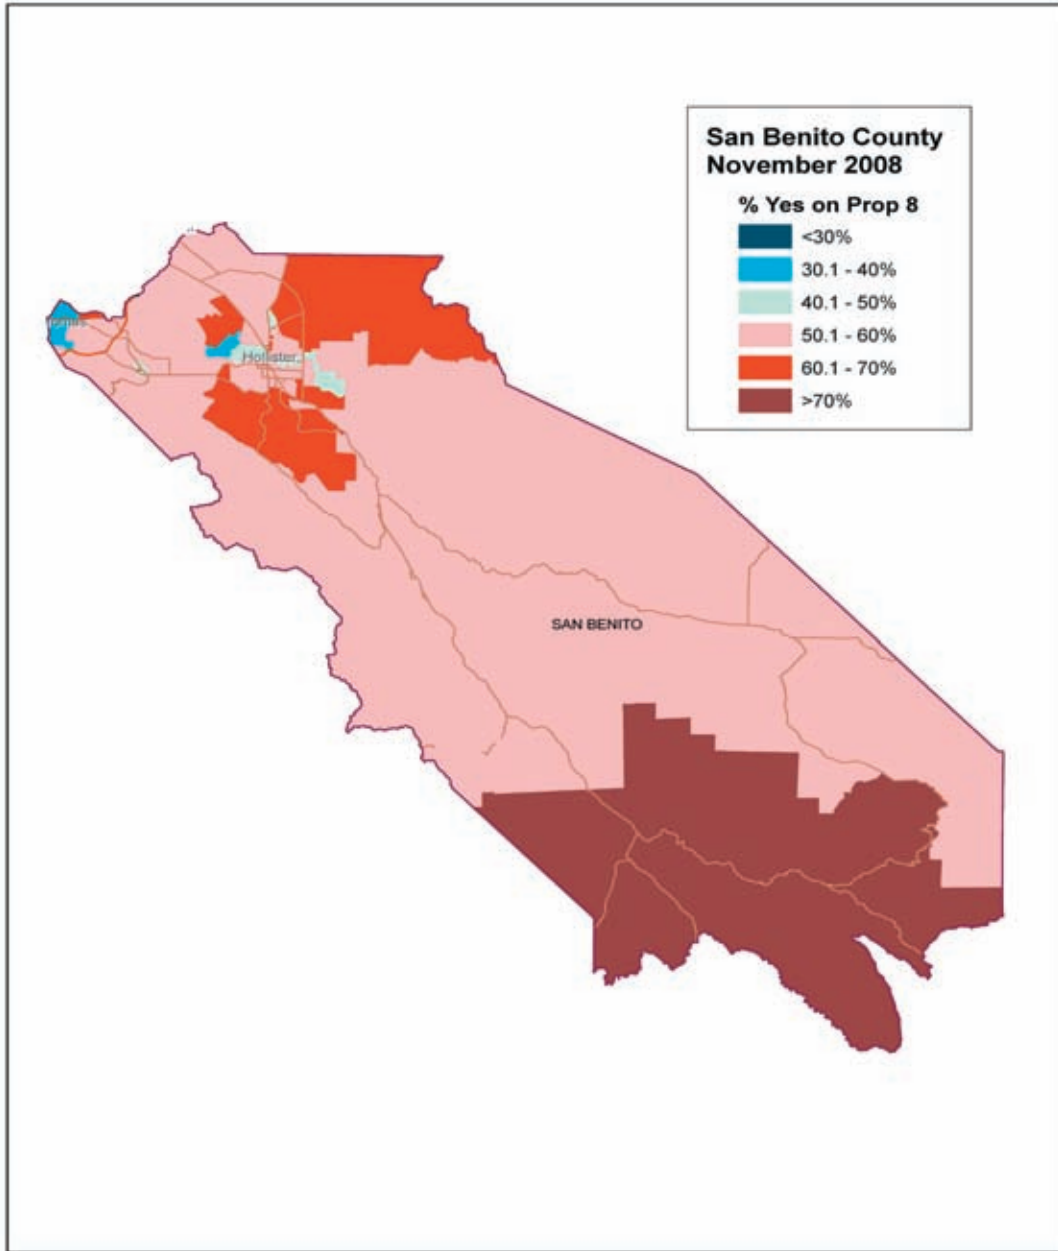 San Benito County
November 2008
% Yes on Prop 8
<30%
30.1 - 40%
40.1 - 50%
50.1 - 60%
60.1 - 70%
>70%
Hollister
SAN BENITO